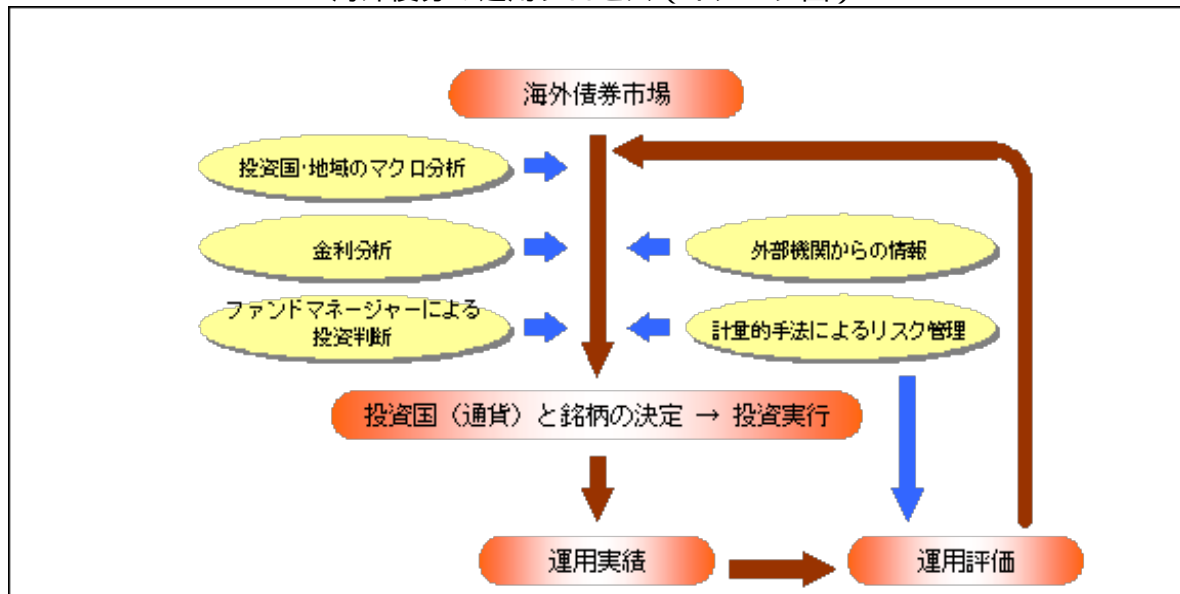 海外債券市場
投資国・地域のマクロ分析
金利分析
外部機関からの情報
ファンドマネージャーによる
投資判断
計量的手法によるリスク管理
投資国（通貨）と銘柄の決定 → 投資実行
運用実績
運用評価